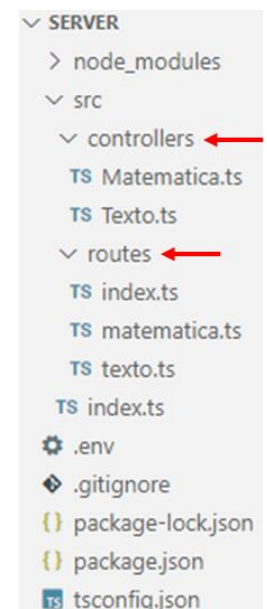 SERVER
node_modules
src
controllers
TS Matematica.ts
TS Texto.ts
routes
TS index.ts
TS matematica.ts
TS texto.ts
TS index.ts
.env
.gitignore
{} package-lock.json
{} package.json
TS tsconfig.json